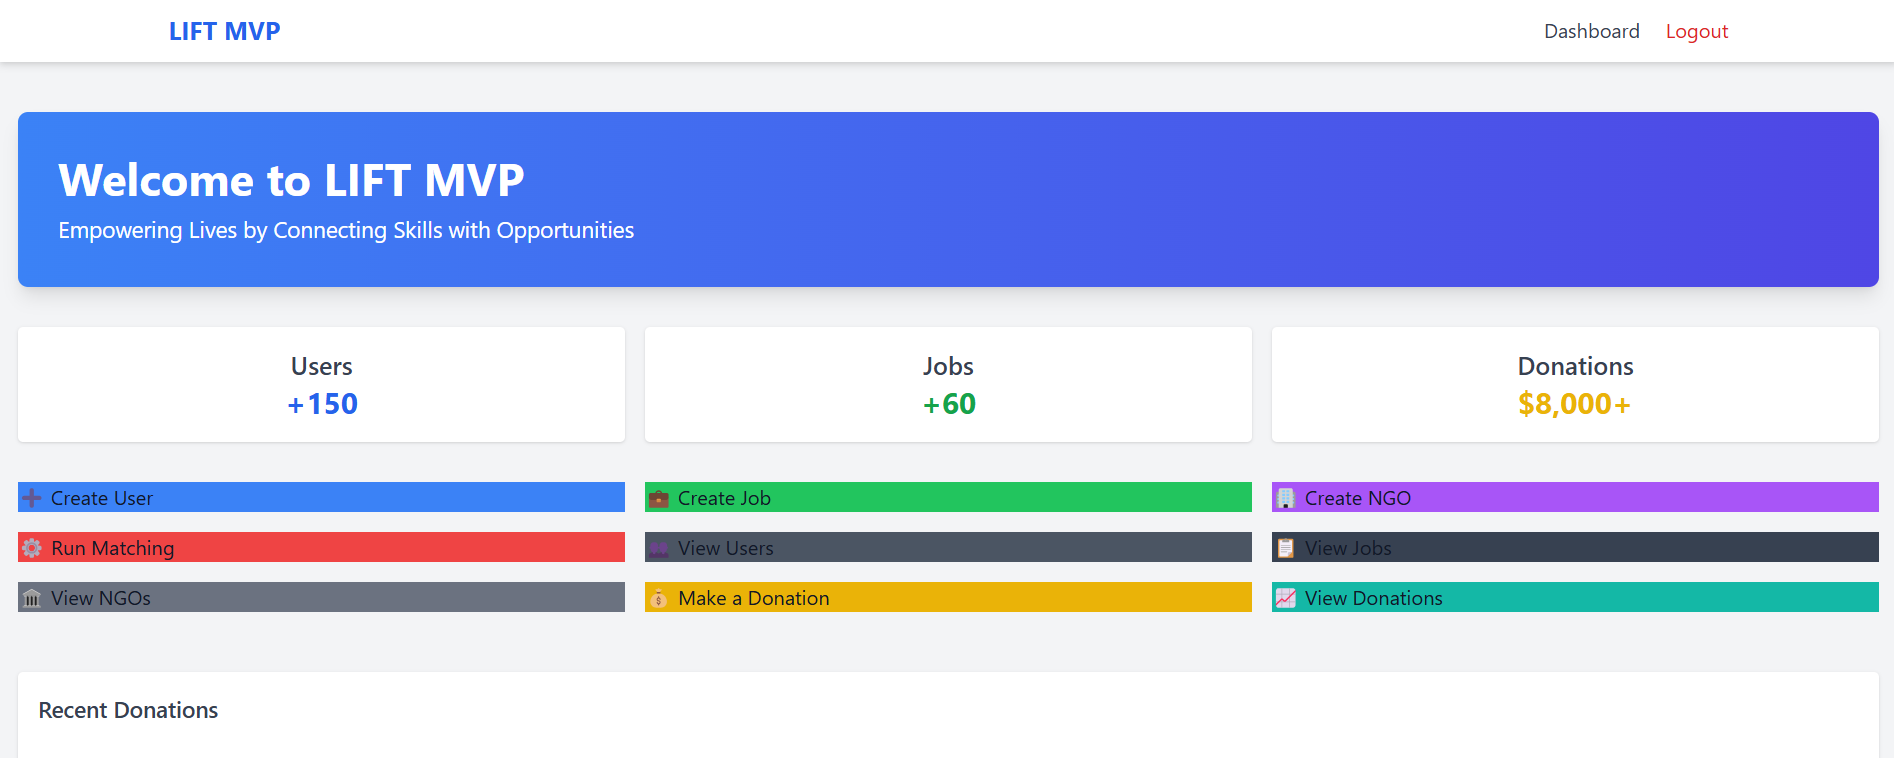 LIFT MVP
Dashboard Logout
Welcome to LIFT MVP
Empowering Lives by Connecting Skills with Opportunities
Users
+150
Jobs
+60
Donations
$8,000+
➕ Create User
💼 Create Job
🏢 Create NGO
⚙️ Run Matching
👥 View Users
📋 View Jobs
🏛️ View NGOs
💰 Make a Donation
📈 View Donations
Recent Donations